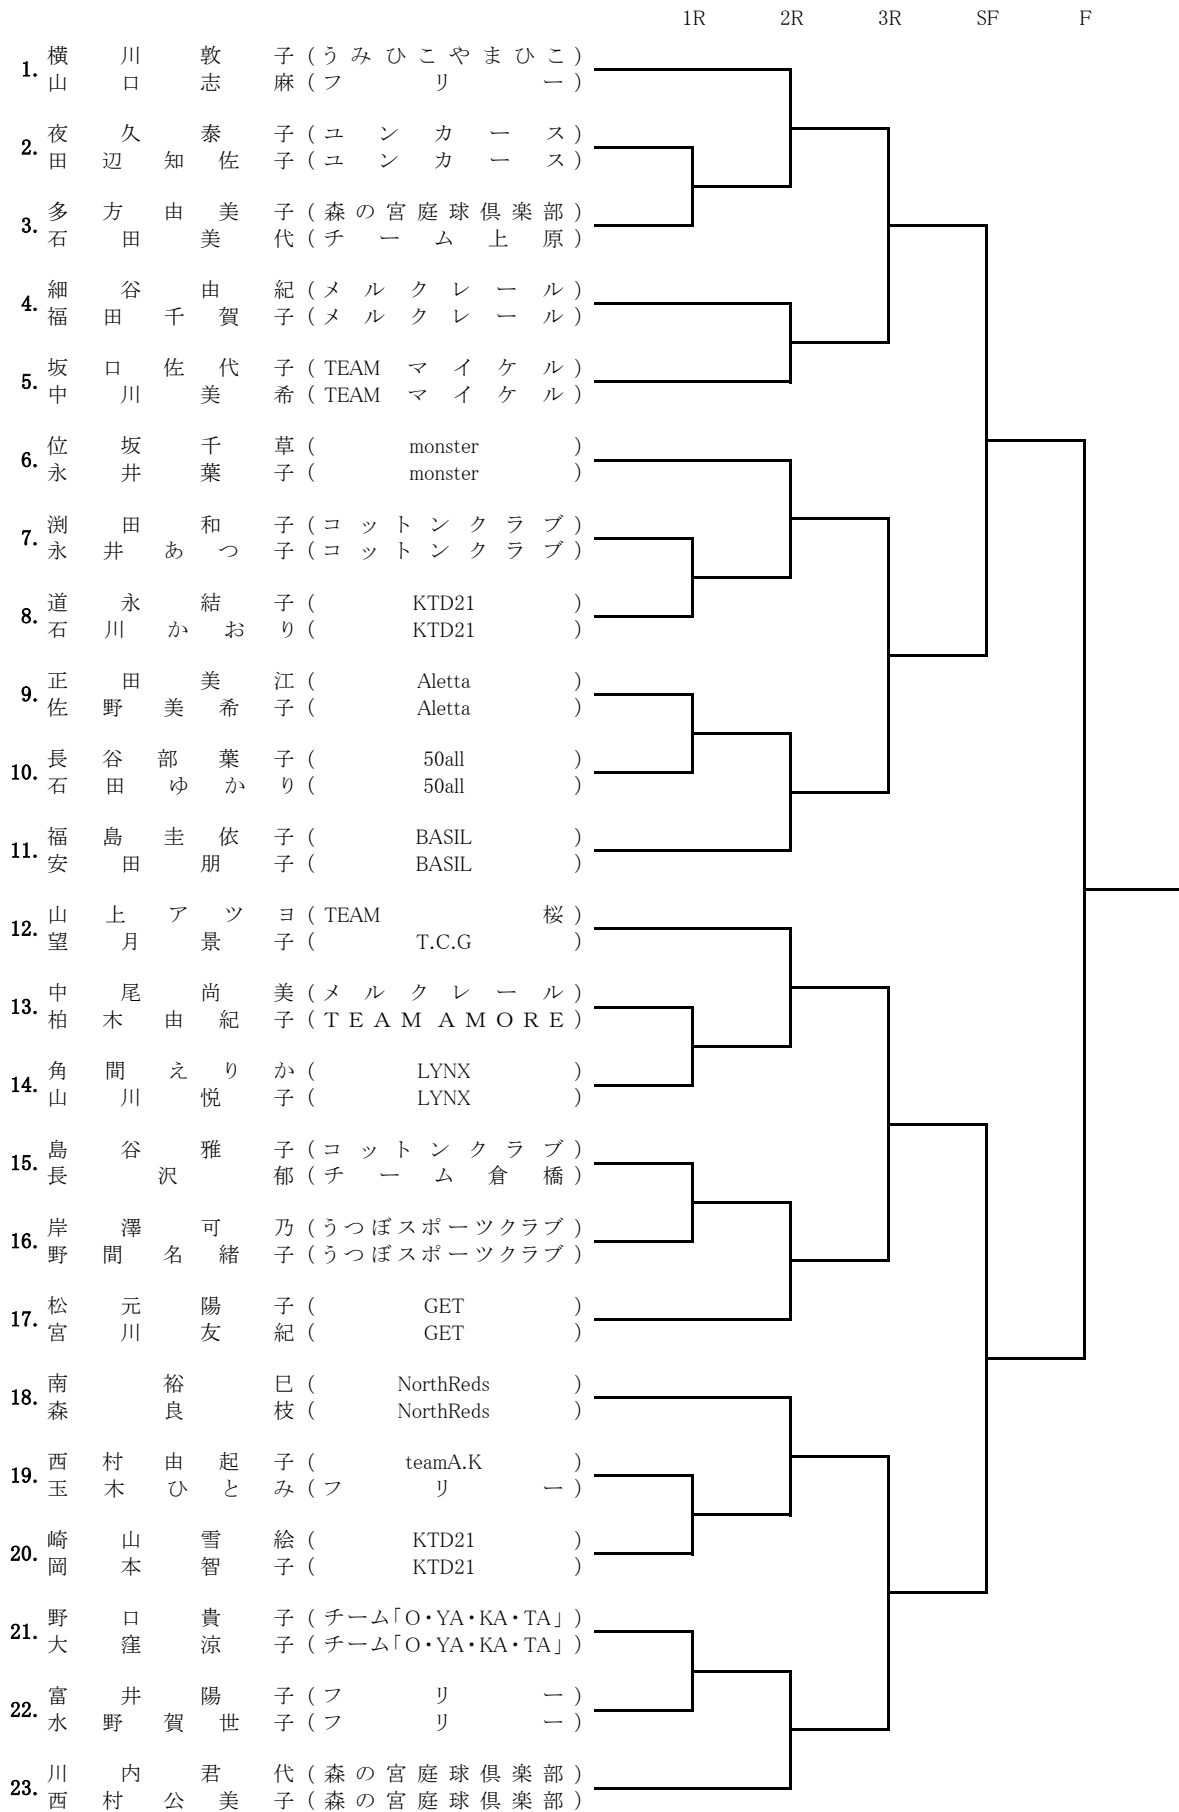 1R 2R 3R SF F
1. 横川敦子(うみひこやまひこ)
山口志麻(フリー)
2. 夜久泰子(ユンカース)
田辺知佐子(ユンカース)
3. 多方由美子(森の宮庭球倶楽部)
石田美代(チーム上原)
4. 細谷由紀(メルクレール)
福田千賀子(メルクレール)
5. 坂口佐代子(TEAMマイケル)
中川美希(TEAMマイケル)
6. 位坂千草(monster)
永井葉子(monster)
7. 渕田和子(コットンクラブ)
永井あつ子(コットンクラブ)
8. 道永結子(KTD21)
石川かおり(KTD21)
9. 正田美江(Aletta)
佐野美希子(Aletta)
10. 長谷部葉子(50all)
石田ゆかり(50all)
11. 福島圭依子(BASIL)
安田朋子(BASIL)
12. 山上アツヨ(TEAM桜)
望月景子(T.C.G)
13. 中尾尚美(メルクレール)
柏木由紀子(TEAM AMORE)
14. 角間えりか(LYNX)
山川悦子(LYNX)
15. 島谷雅子(コットンクラブ)
長沢郁(チーム倉橋)
16. 岸澤可乃(うつぼスポーツクラブ)
野間名緒子(うつぼスポーツクラブ)
17. 松元陽子(GET)
宮川友紀(GET)
18. 南裕巳(NorthReds)
森良枝(NorthReds)
19. 西村由起子(teamA.K)
玉木ひとみ(フリー)
20. 崎山雪絵(KTD21)
岡本智子(KTD21)
21. 野口貴子(チーム「O・YA・KA・TA」)
大窪涼子(チーム「O・YA・KA・TA」)
22. 富井陽子(フリー)
水野賀世子(フリー)
23. 川内君代(森の宮庭球倶楽部)
西村公美子(森の宮庭球倶楽部)